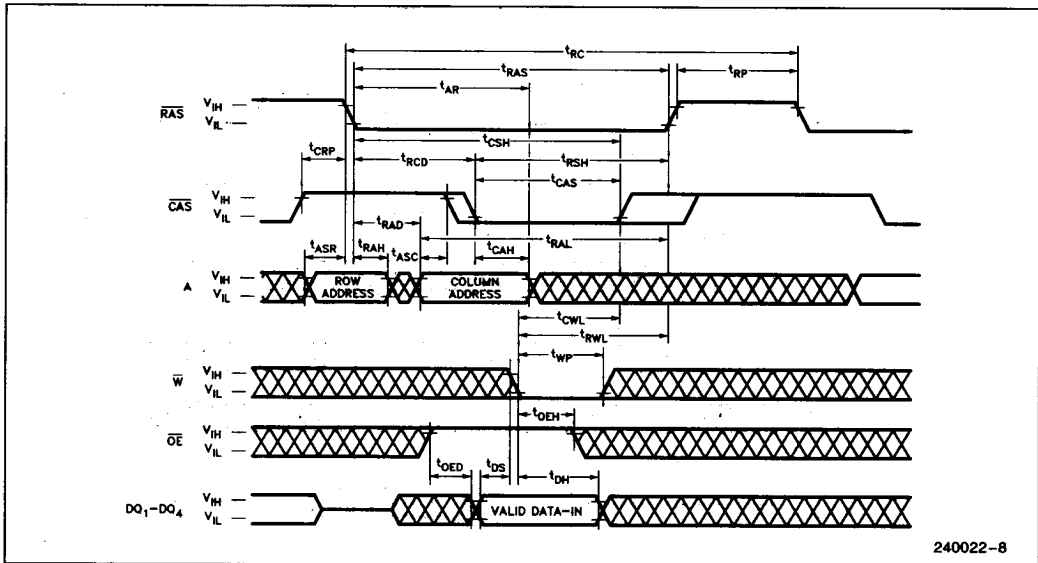 tRC
tRAS
tRP
tAR
RAS VIH
VIL
tCSH
tCRP
tRCD
tRSH
tCAS
CAS VIH
VIL
tRAD
tRAL
tASR
tRAH
tASC
tCAH
A VIH
VIL
ROW ADDRESS
COLUMN ADDRESS
tCWL
tRWL
tWP
W VIH
VIL
tOEH
OE VIH
VIL
tOED
tDS
tDH
DQ1-DQ4 VIH
VIL
VALID DATA-IN
240022-8